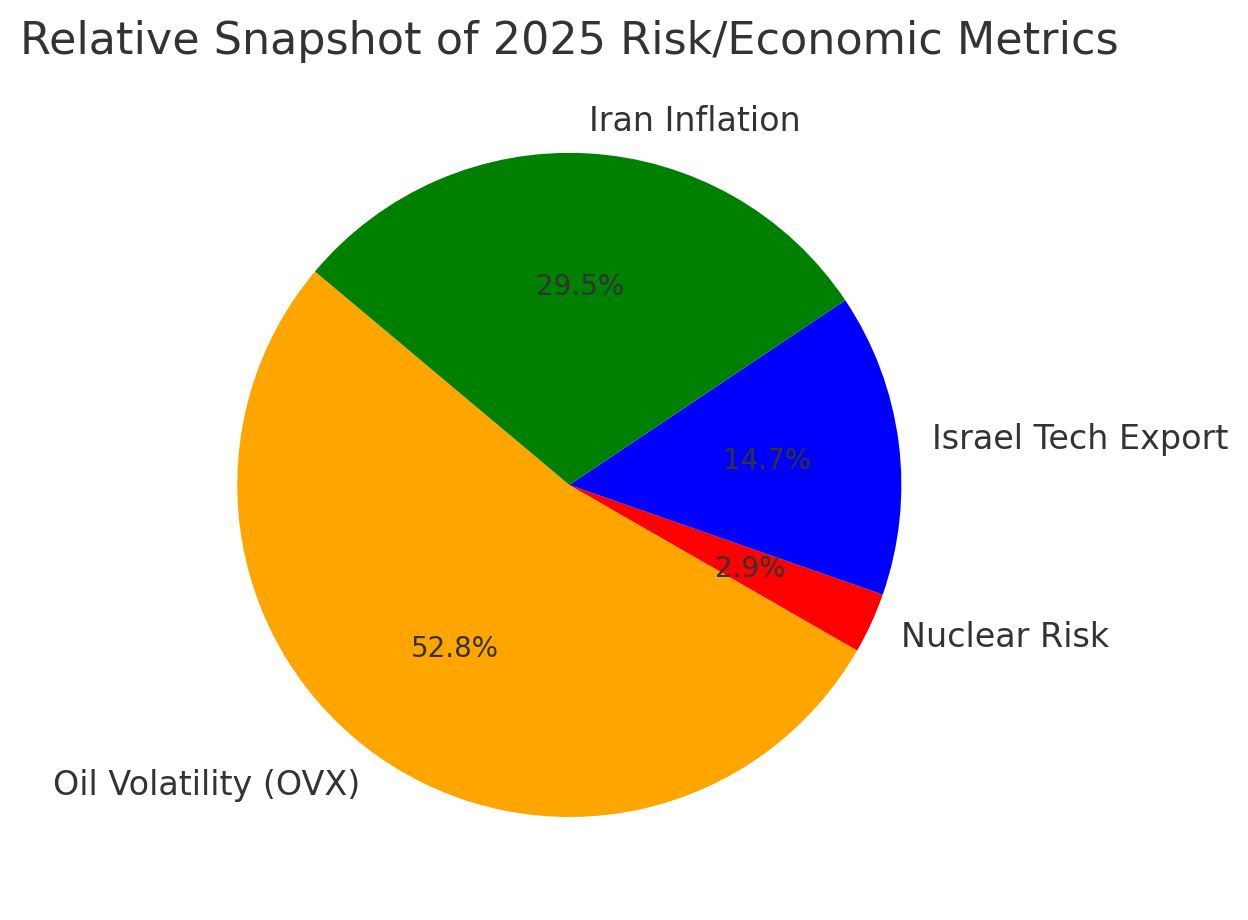 Relative Snapshot of 2025 Risk/Economic Metrics
Iran Inflation
29.5%
Israel Tech Export
14.7%
2.9%
Nuclear Risk
52.8%
Oil Volatility (OVX)